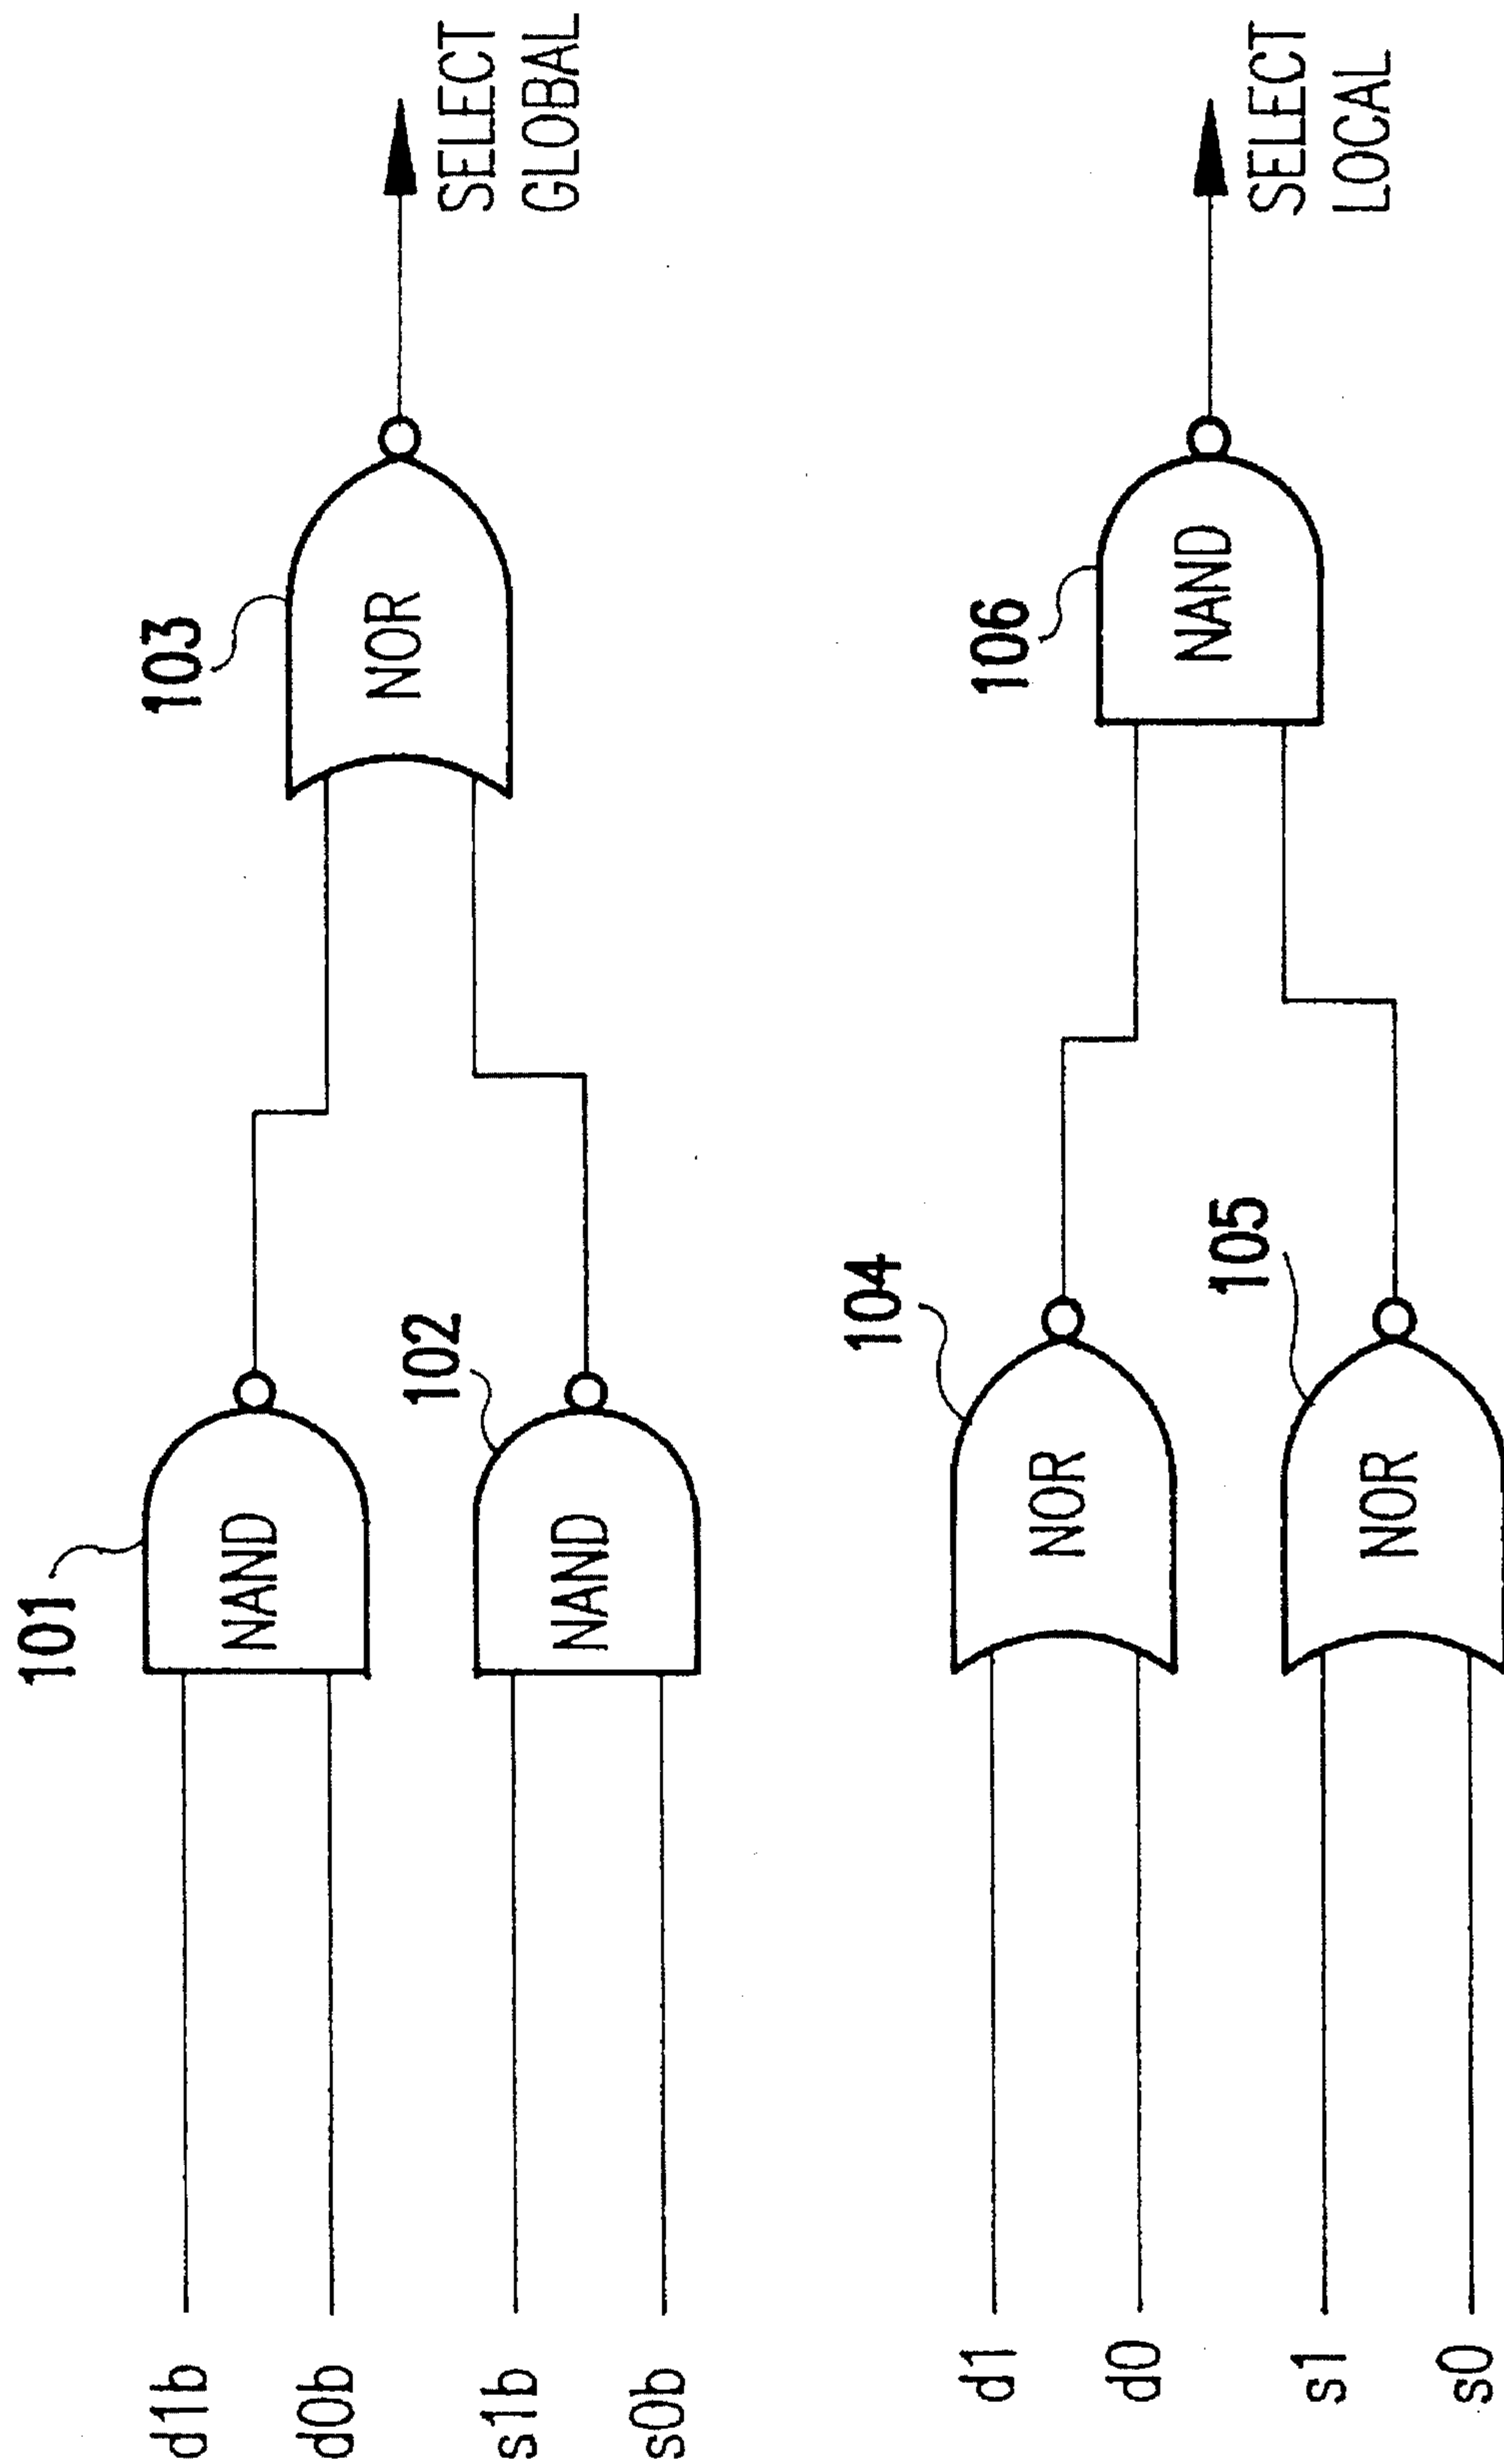 101
d1b
d0b
NAND
102
s1b
s0b
NAND
103
NOR
SELECT
GLOBAL
104
d1
d0
NOR
105
s1
s0
NOR
106
NAND
SELECT
LOCAL